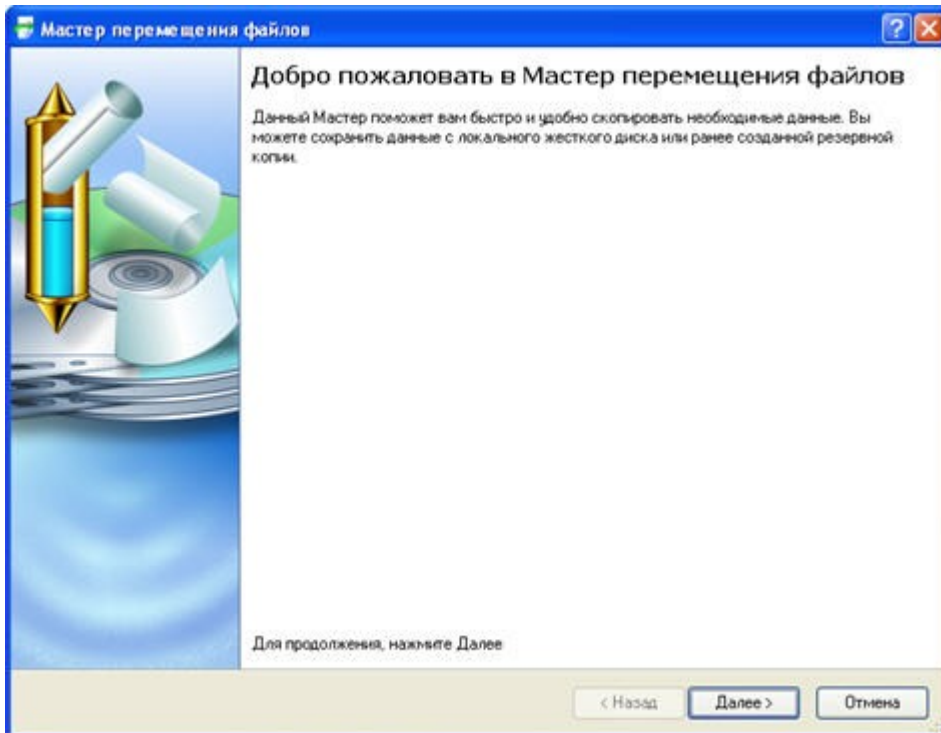 Мастер перемещения файлов
Добро пожаловать в Мастер перемещения файлов
Данный Мастер поможет вам быстро и удобно скопировать необходимые данные. Вы
можете сохранить данные с локального жесткого диска или ранее созданной резервной
копии.
Для продолжения, нажмите Далее
< Назад
Далее >
Отмена